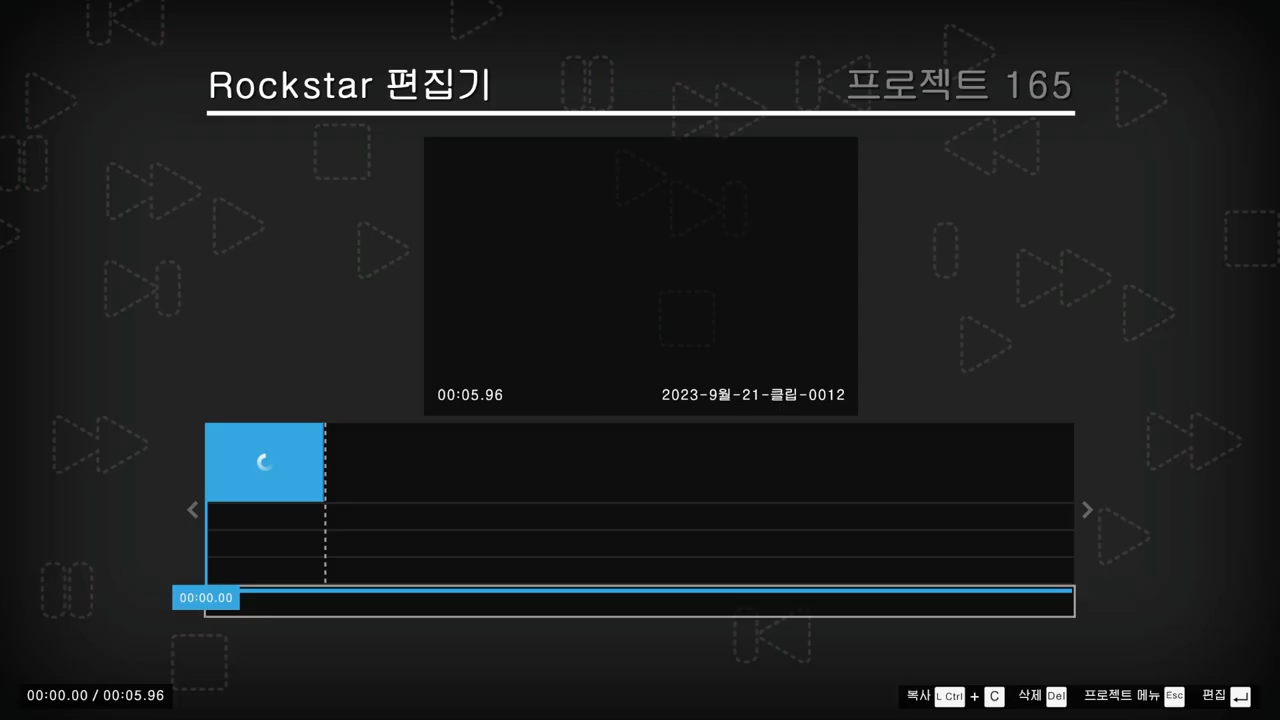 Rockstar 편집기 프로젝트 165
00:05.96 2023-9월-21-클립-0012
00:00.00
00:00.00 / 00:05.96 복사 L Ctrl + C 삭제 Del 프로젝트 메뉴 Esc 편집